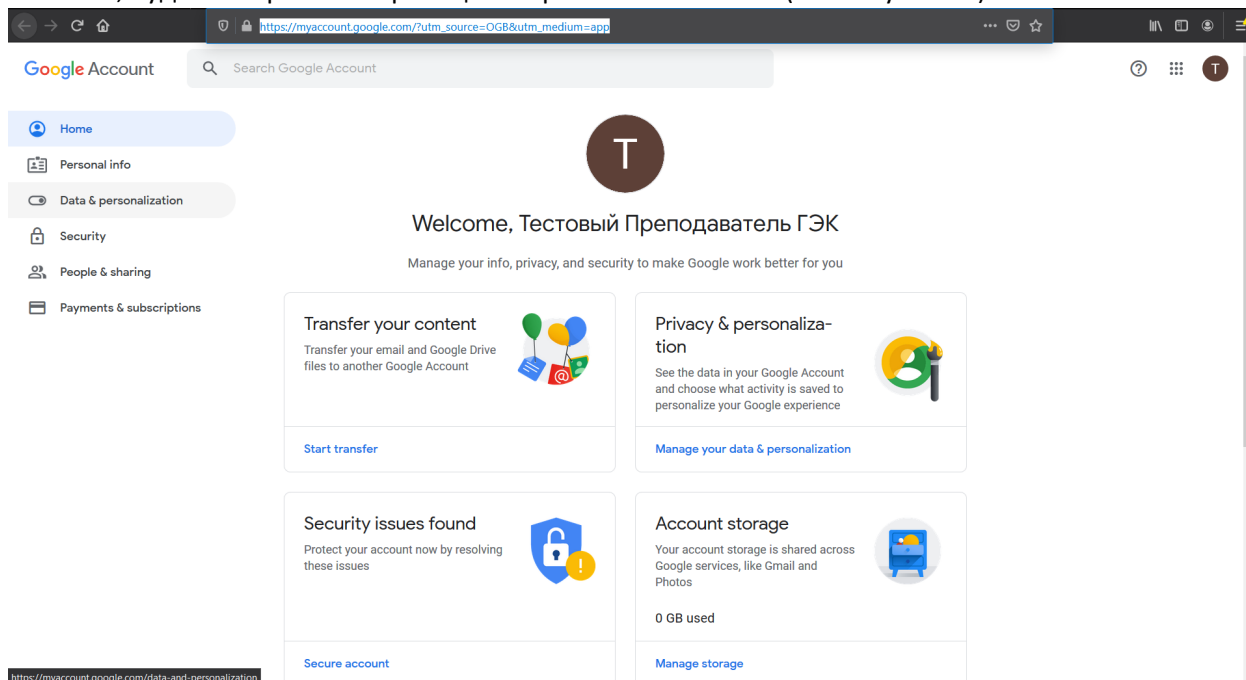 https://myaccount.google.com/?utm_source=OGB&utm_medium=app
Google Account
Search Google Account
T
Home
Personal info
Data & personalization
Security
People & sharing
Payments & subscriptions
T
Welcome, Тестовый Преподаватель ГЭК
Manage your info, privacy, and security to make Google work better for you
Transfer your content
Transfer your email and Google Drive
files to another Google Account
Start transfer
Privacy & personaliza-
tion
See the data in your Google Account
and choose what activity is saved to
personalize your Google experience
Manage your data & personalization
Security issues found
Protect your account now by resolving
these issues
Secure account
Account storage
Your account storage is shared across
Google services, like Gmail and
Photos
0 GB used
Manage storage
https://myaccount.google.com/data-and-personalization